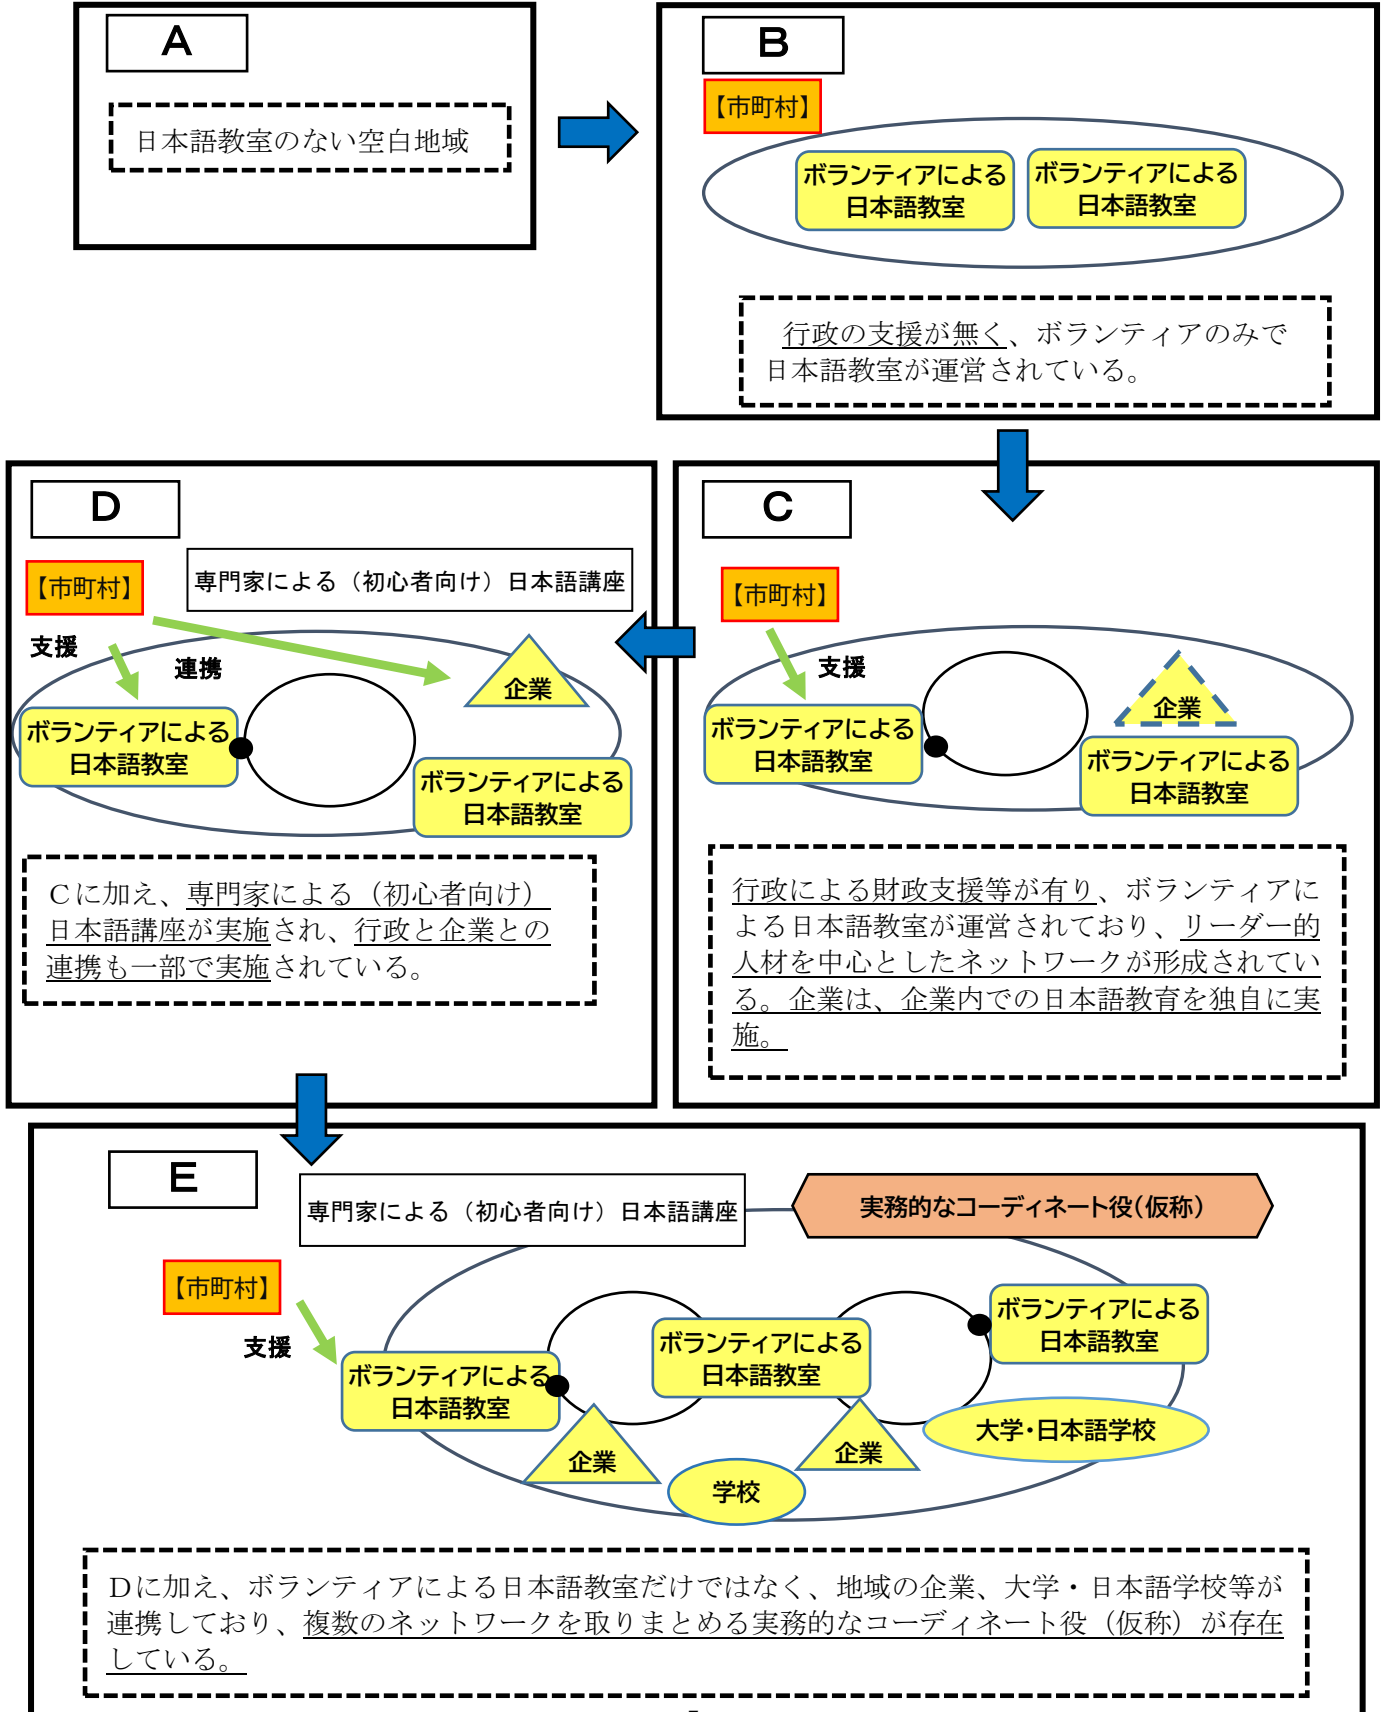 A
日本語教室のない空白地域
B
【市町村】
ボランティアによる
日本語教室
ボランティアによる
日本語教室
行政の支援が無く、ボランティアのみで
日本語教室が運営されている。
C
【市町村】
支援
企業
ボランティアによる
日本語教室
ボランティアによる
日本語教室
行政による財政支援等が有り、ボランティアに
よる日本語教室が運営されており、リーダー的
人材を中心としたネットワークが形成されてい
る。企業は、企業内での日本語教育を独自に実
施。
D
専門家による（初心者向け）日本語講座
【市町村】
支援
連携
企業
ボランティアによる
日本語教室
ボランティアによる
日本語教室
Cに加え、専門家による（初心者向け）
日本語講座が実施され、行政と企業との
連携も一部で実施されている。
E
専門家による（初心者向け）日本語講座
実務的なコーディネート役（仮称）
【市町村】
支援
ボランティアによる
日本語教室
ボランティアによる
日本語教室
ボランティアによる
日本語教室
企業
企業
大学・日本語学校
学校
Dに加え、ボランティアによる日本語教室だけではなく、地域の企業、大学・日本語学校等が
連携しており、複数のネットワークを取りまとめる実務的なコーディネート役（仮称）が存在
している。